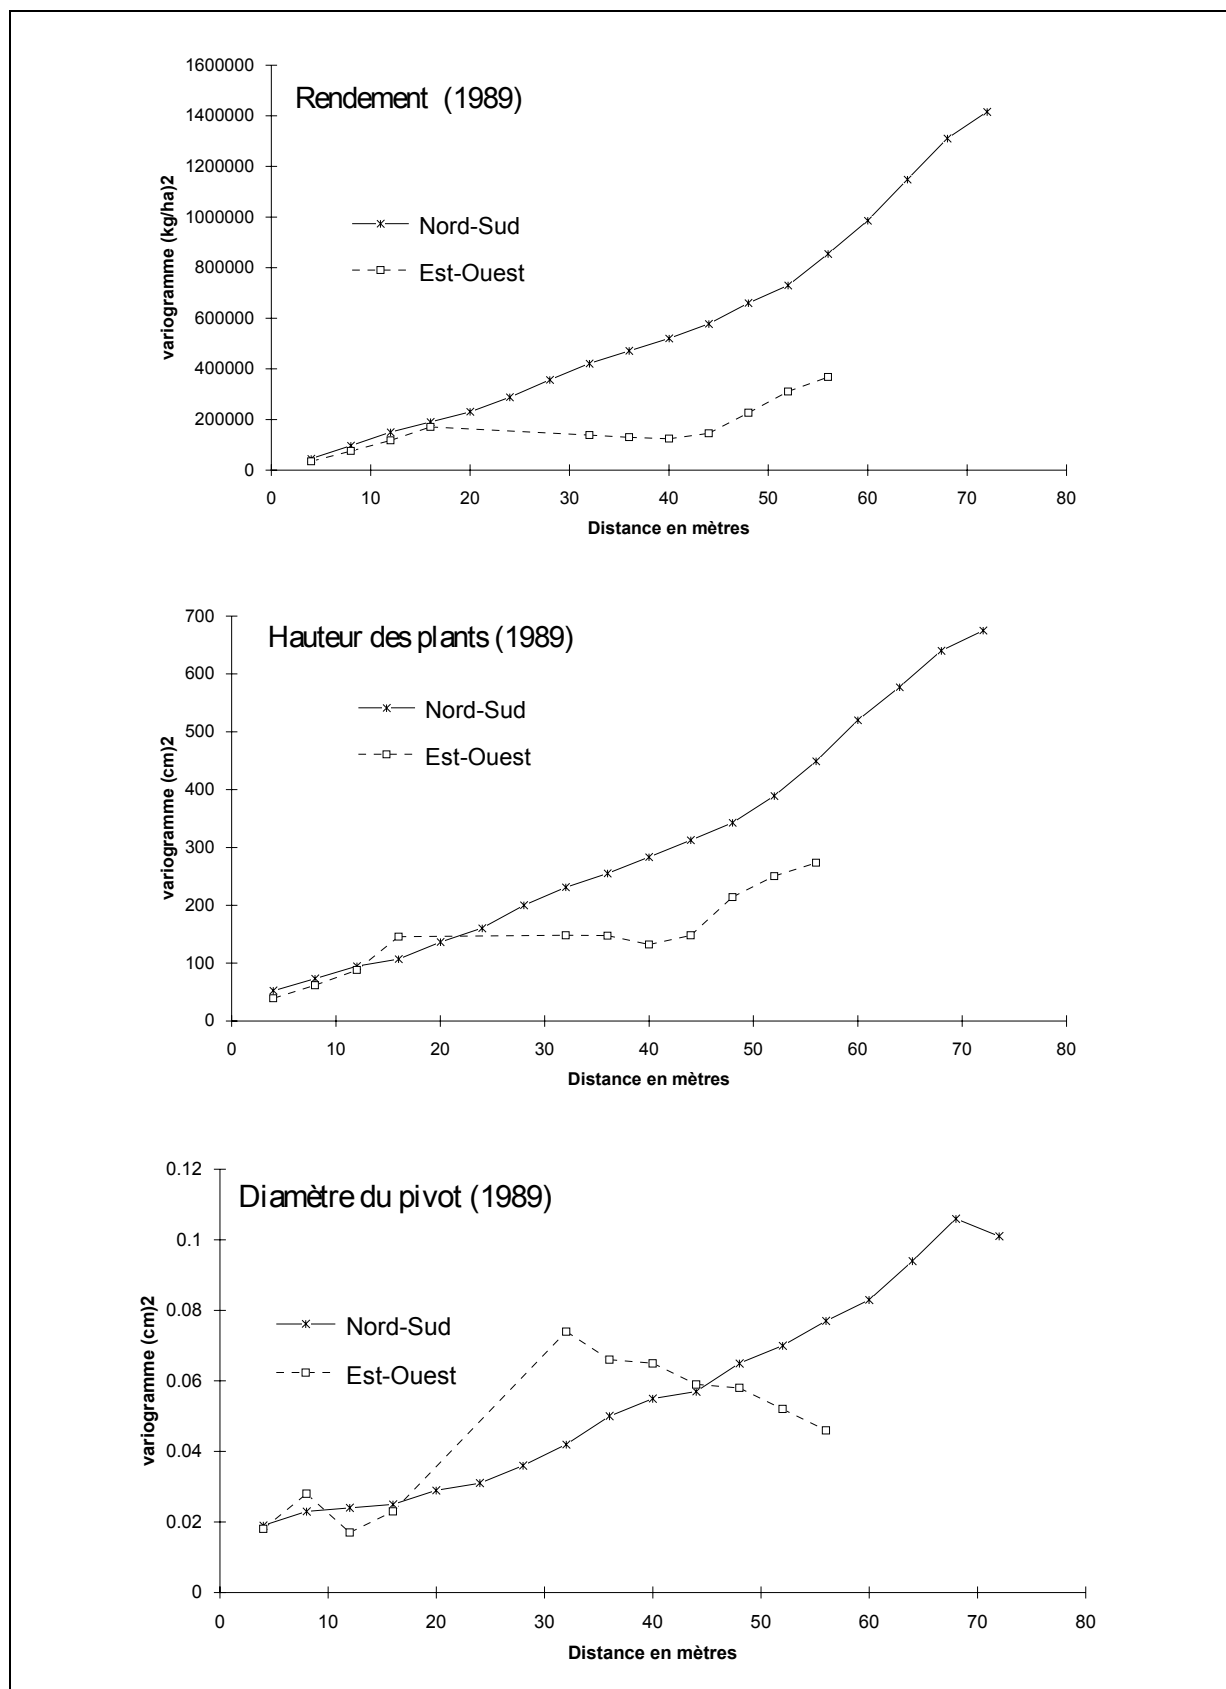 Rendement (1989)
variogramme (kg/ha)2
1600000
1400000
1200000
1000000
800000
600000
400000
200000
0
Nord-Sud
Est-Ouest
0 10 20 30 40 50 60 70 80
Distance en mètres
Hauteur des plants (1989)
variogramme (cm)2
700
600
500
400
300
200
100
0
Nord-Sud
Est-Ouest
0 10 20 30 40 50 60 70 80
Distance en mètres
Diamètre du pivot (1989)
variogramme (cm)2
0.12
0.1
0.08
0.06
0.04
0.02
0
Nord-Sud
Est-Ouest
0 10 20 30 40 50 60 70 80
Distance en mètres